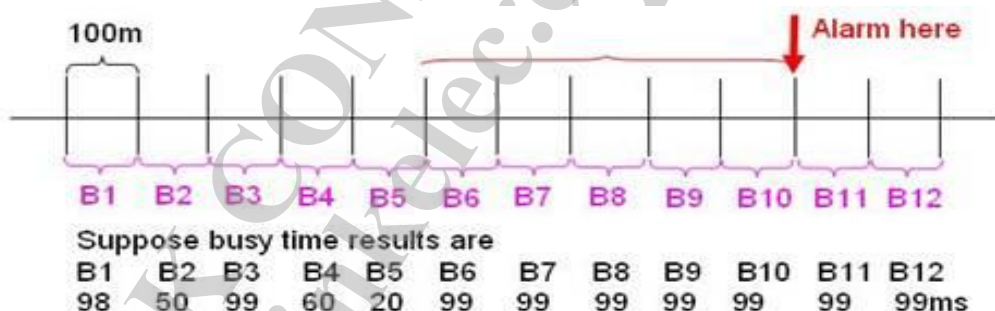 100m
Alarm here
B1 B2 B3 B4 B5 B6 B7 B8 B9 B10 B11 B12
Suppose busy time results are
B1 B2 B3 B4 B5 B6 B7 B8 B9 B10 B11 B12
98 50 99 60 20 99 99 99 99 99 99 99ms